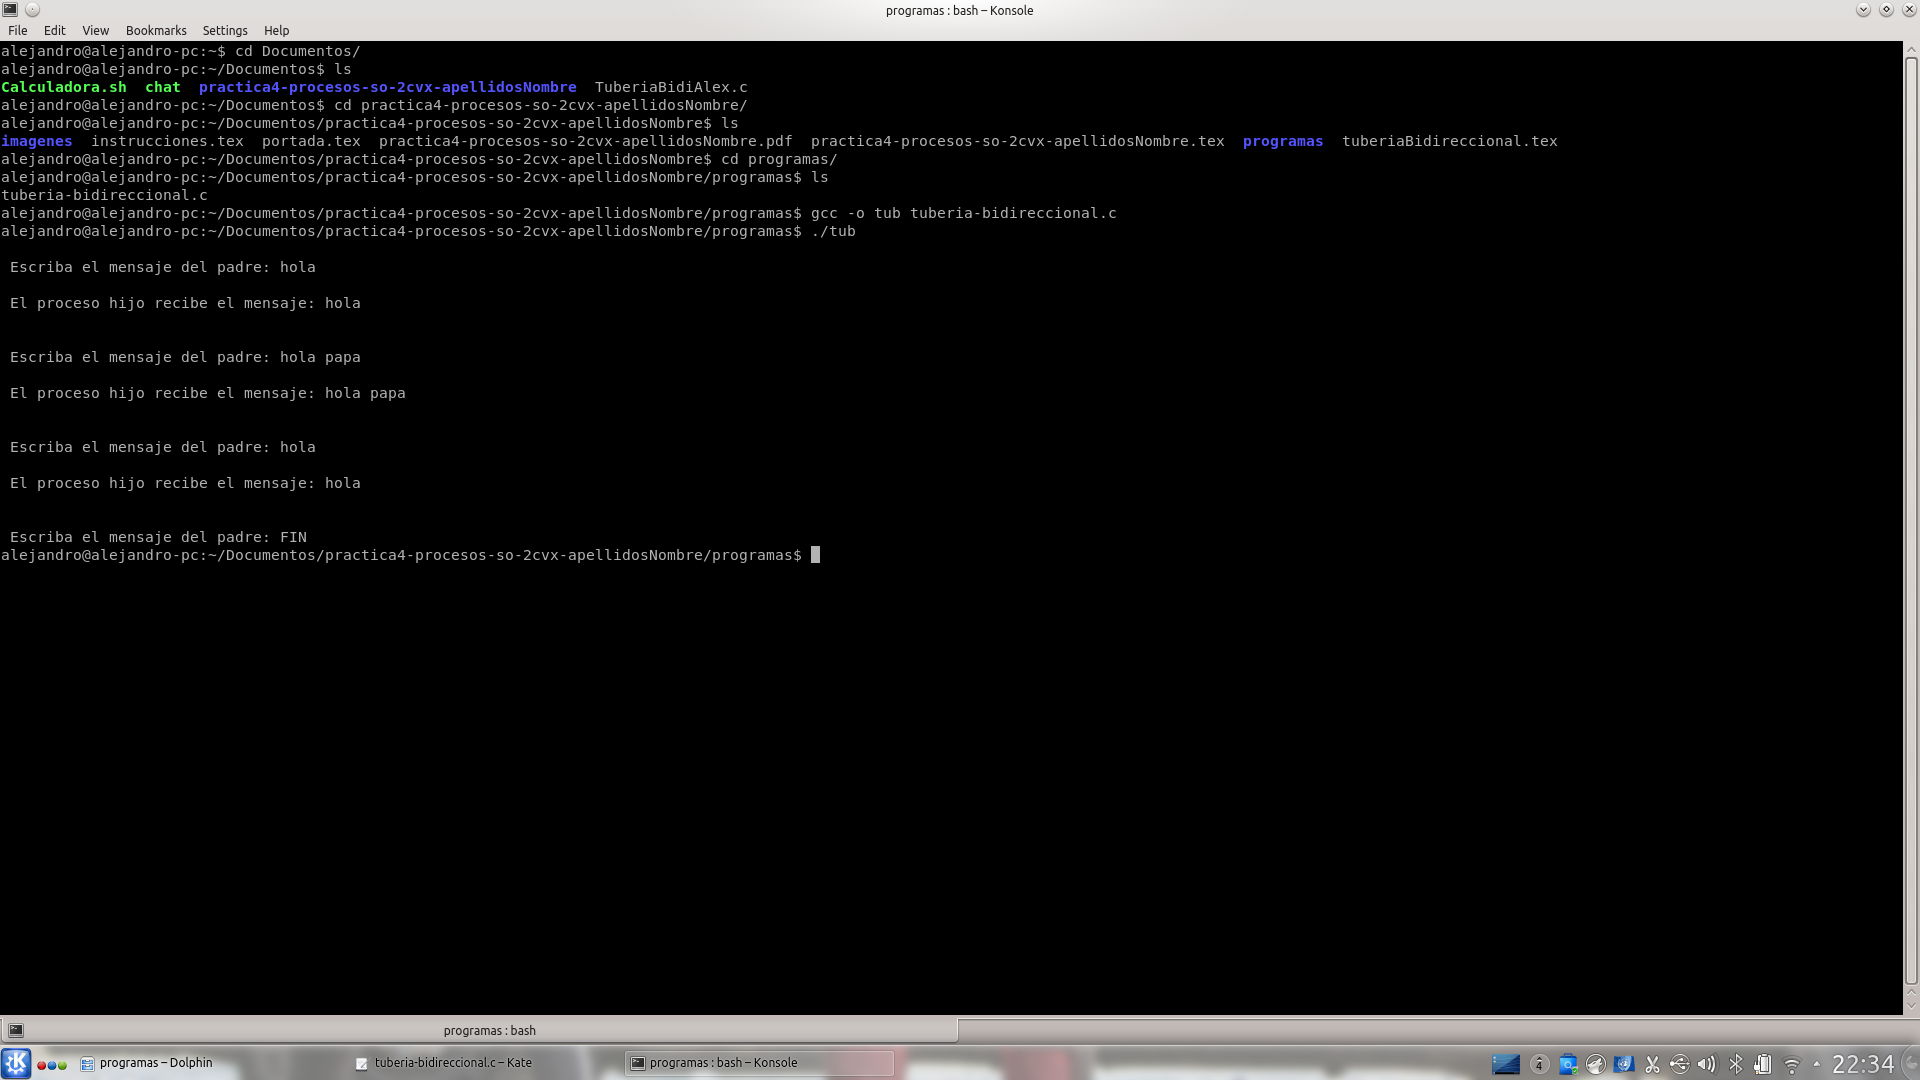 programas : bash – Konsole
File Edit View Bookmarks Settings Help
alejandro@alejandro-pc:~$ cd Documentos/
alejandro@alejandro-pc:~/Documentos$ ls
Calculadora.sh  chat  practica4-procesos-so-2cvx-apellidosNombre  TuberiaBidiAlex.c
alejandro@alejandro-pc:~/Documentos$ cd practica4-procesos-so-2cvx-apellidosNombre/
alejandro@alejandro-pc:~/Documentos/practica4-procesos-so-2cvx-apellidosNombre$ ls
imagenes  instrucciones.tex  portada.tex  practica4-procesos-so-2cvx-apellidosNombre.pdf  practica4-procesos-so-2cvx-apellidosNombre.tex  programas  tuberiaBidireccional.tex
alejandro@alejandro-pc:~/Documentos/practica4-procesos-so-2cvx-apellidosNombre$ cd programas/
alejandro@alejandro-pc:~/Documentos/practica4-procesos-so-2cvx-apellidosNombre/programas$ ls
tuberia-bidireccional.c
alejandro@alejandro-pc:~/Documentos/practica4-procesos-so-2cvx-apellidosNombre/programas$ gcc -o tub tuberia-bidireccional.c
alejandro@alejandro-pc:~/Documentos/practica4-procesos-so-2cvx-apellidosNombre/programas$ ./tub
Escriba el mensaje del padre: hola
El proceso hijo recibe el mensaje: hola
Escriba el mensaje del padre: hola papa
El proceso hijo recibe el mensaje: hola papa
Escriba el mensaje del padre: hola
El proceso hijo recibe el mensaje: hola
Escriba el mensaje del padre: FIN
alejandro@alejandro-pc:~/Documentos/practica4-procesos-so-2cvx-apellidosNombre/programas$
programas : bash
programas – Dolphin
tuberia-bidireccional.c – Kate
programas : bash – Konsole
4
22:34